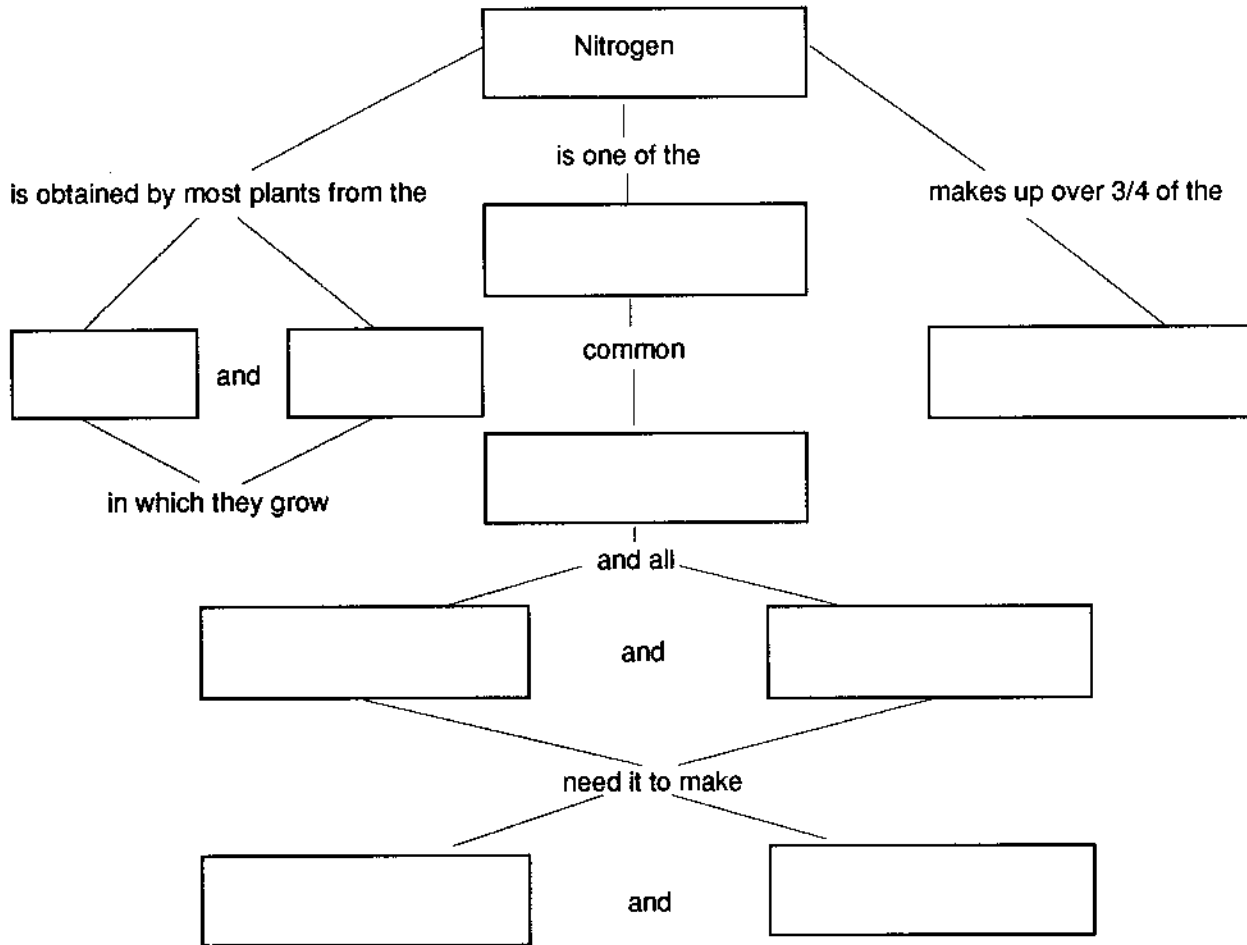 Nitrogen
is one of the
is obtained by most plants from the
makes up over 3/4 of the
common
and
in which they grow
and all
and
need it to make
and